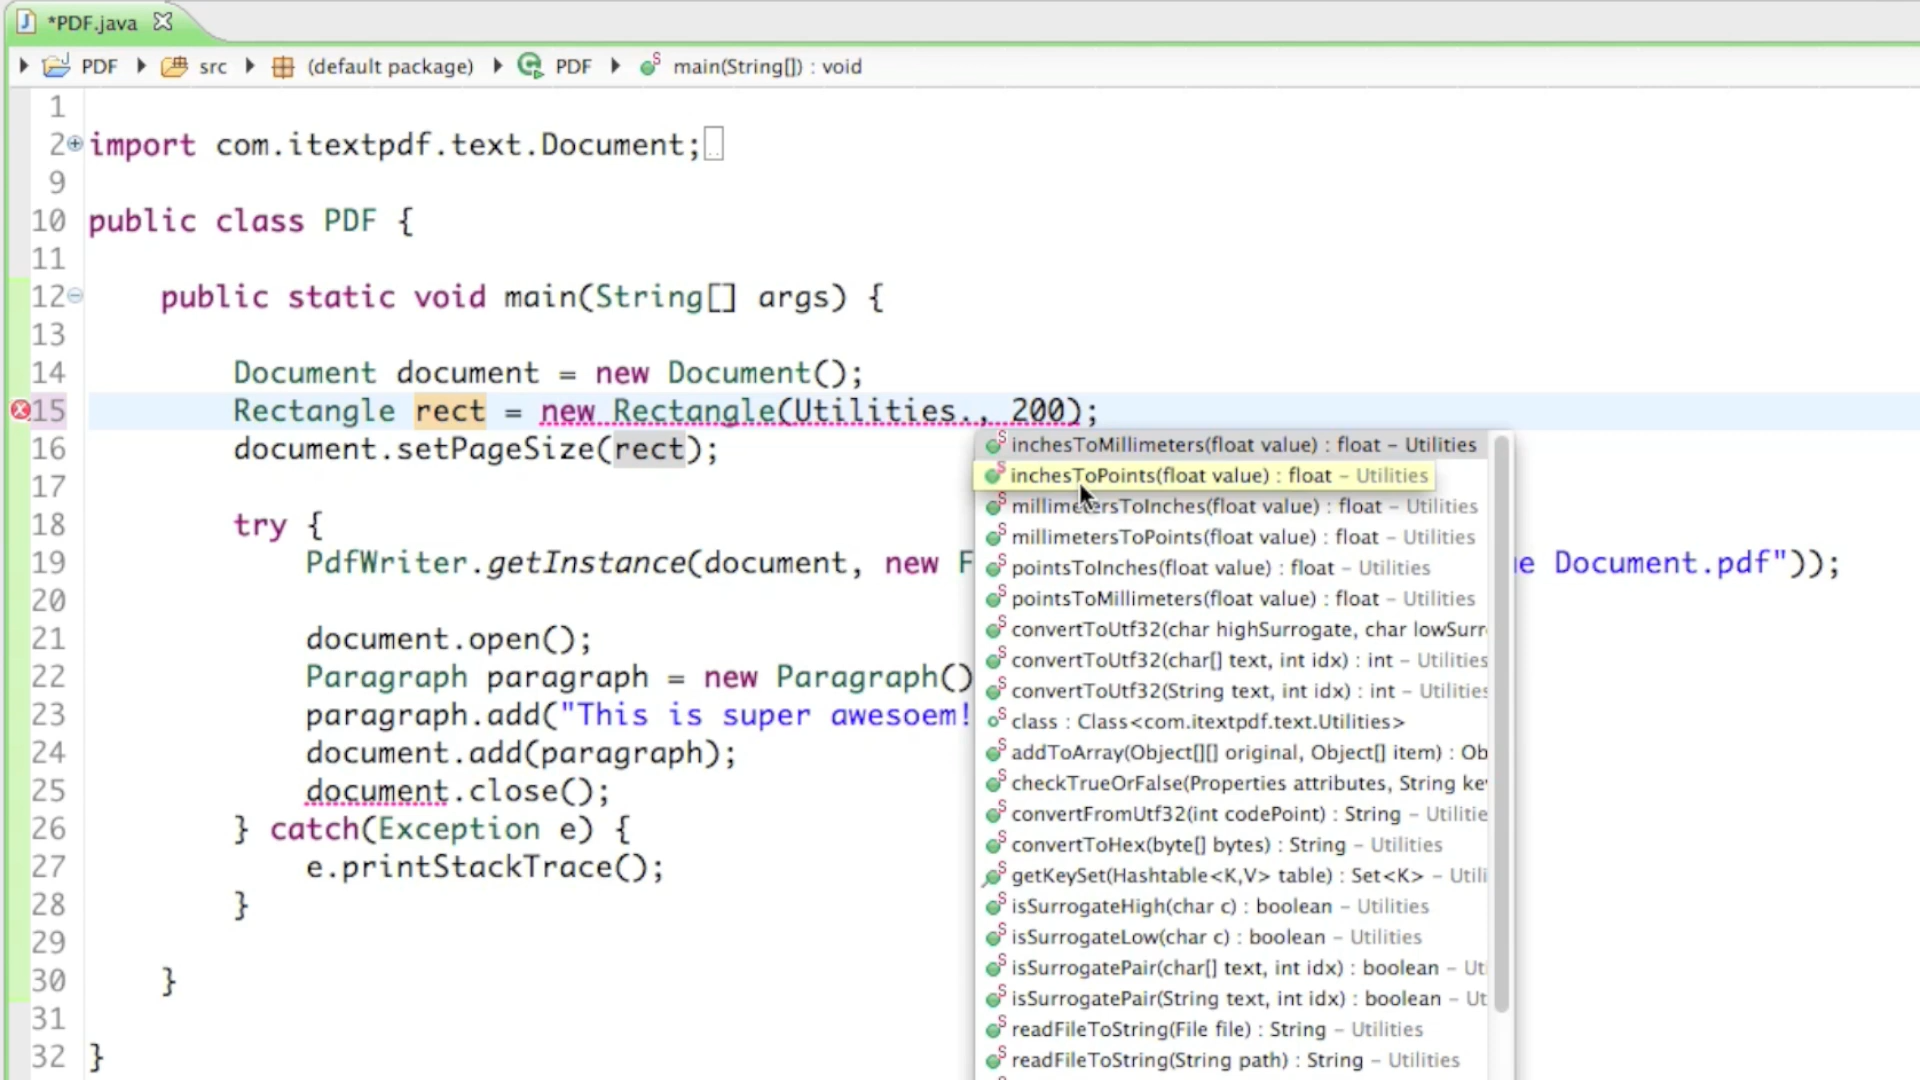 *PDF.java
PDF src (default package) PDF main(String[]) : void
1
2 import com.itextpdf.text.Document;
9
10 public class PDF {
11
12 public static void main(String[] args) {
13
14 Document document = new Document();
15 Rectangle rect = new Rectangle(Utilities., 200);
16 document.setPageSize(rect);
17
18 try {
19 PdfWriter.getInstance(document, new F e Document.pdf"));
20
21 document.open();
22 Paragraph paragraph = new Paragraph()
23 paragraph.add("This is super awesoem!
24 document.add(paragraph);
25 document.close();
26 } catch(Exception e) {
27 e.printStackTrace();
28 }
29
30 }
31
32 }
inchesToMillimeters(float value) : float - Utilities
inchesToPoints(float value) : float - Utilities
millimetersToInches(float value) : float - Utilities
millimetersToPoints(float value) : float - Utilities
pointsToInches(float value) : float - Utilities
pointsToMillimeters(float value) : float - Utilities
convertToUtf32(char highSurrogate, char lowSurr
convertToUtf32(char[] text, int idx) : int - Utilities
convertToUtf32(String text, int idx) : int - Utilities
class : Class<com.itextpdf.text.Utilities>
addToArray(Object[][] original, Object[] item) : Ob
checkTrueOrFalse(Properties attributes, String key
convertFromUtf32(int codePoint) : String - Utilitie
convertToHex(byte[] bytes) : String - Utilities
getKeySet(Hashtable<K,V> table) : Set<K> - Utili
isSurrogateHigh(char c) : boolean - Utilities
isSurrogateLow(char c) : boolean - Utilities
isSurrogatePair(char[] text, int idx) : boolean - Uti
isSurrogatePair(String text, int idx) : boolean - Ut
readFileToString(File file) : String - Utilities
readFileToString(String path) : String - Utilities